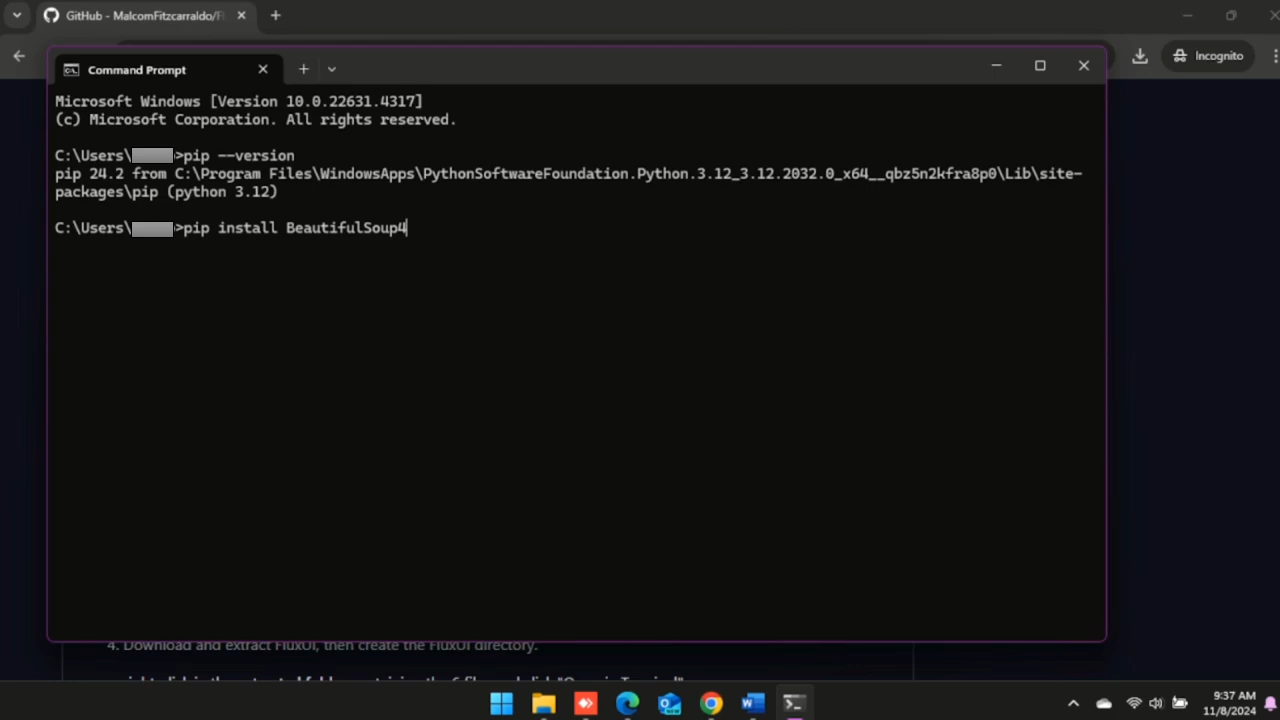 GitHub - MalcomFitzcarraldo/Fl
Incognito
Command Prompt
Microsoft Windows [Version 10.0.22631.4317]
(c) Microsoft Corporation. All rights reserved.
C:\Users\ >pip --version
pip 24.2 from C:\Program Files\WindowsApps\PythonSoftwareFoundation.Python.3.12_3.12.2032.0_x64__qbz5n2kfra8p0\Lib\site-
packages\pip (python 3.12)
C:\Users\ >pip install BeautifulSoup4
4. Download and extract FluxUI, then create the FluxUI directory.
9:37 AM
11/8/2024